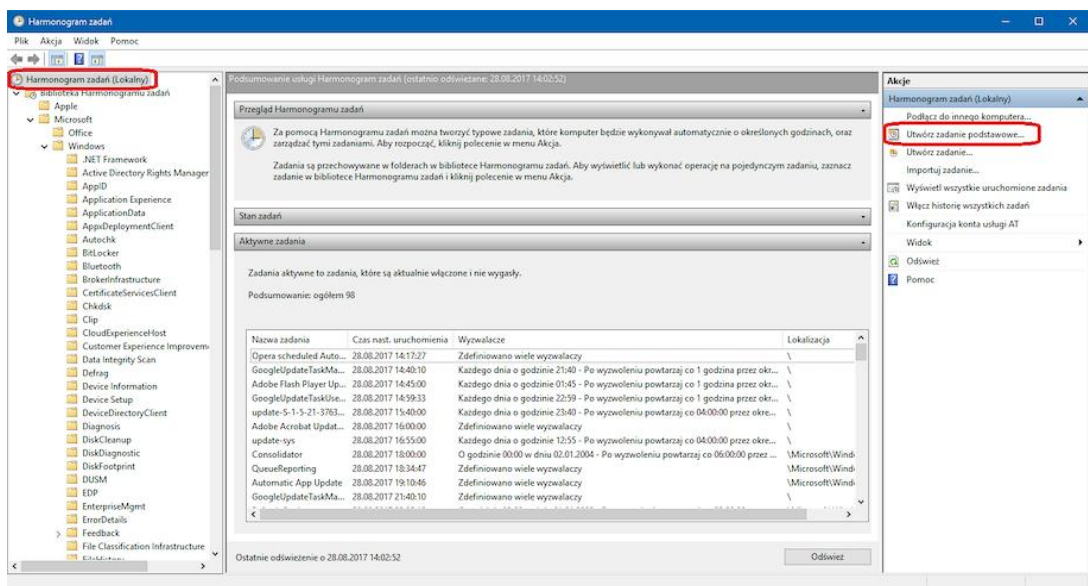 Harmonogram zadań
Plik Akcja Widok Pomoc
Harmonogram zadań (Lokalny)
Biblioteka Harmonogramu zadań
Apple
Microsoft
Office
Windows
.NET Framework
Active Directory Rights Manager
AppID
Application Experience
ApplicationData
AppxDeploymentClient
Autochk
BitLocker
Bluetooth
BrokerInfrastructure
CertificateServicesClient
Chkdsk
Clip
CloudExperienceHost
Customer Experience Improveme
Data Integrity Scan
Defrag
Device Information
Device Setup
DeviceDirectoryClient
Diagnosis
DiskCleanup
DiskDiagnostic
DiskFootprint
DUSM
EDP
EnterpriseMgmt
ErrorDetails
Feedback
File Classification Infrastructure
FileHistory
Podsumowanie usługi Harmonogram zadań (ostatnio odświeżane: 28.08.2017 14:02:52)
Przegląd Harmonogramu zadań
Za pomocą Harmonogramu zadań można tworzyć typowe zadania, które komputer będzie wykonywał automatycznie o określonych godzinach, oraz
zarządzać tymi zadaniami. Aby rozpocząć, kliknij polecenie w menu Akcja.
Zadania są przechowywane w folderach w bibliotece Harmonogramu zadań. Aby wyświetlić lub wykonać operację na pojedynczym zadaniu, zaznacz
zadanie w bibliotece Harmonogramu zadań i kliknij polecenie w menu Akcja.
Stan zadań
Aktywne zadania
Zadania aktywne to zadania, które są aktualnie włączone i nie wygasły.
Podsumowanie: ogółem 98
Nazwa zadania Czas nast. uruchomienia Wyzwalacze Lokalizacja
Opera scheduled Auto... 28.08.2017 14:17:27 Zdefiniowano wiele wyzwalaczy \
GoogleUpdateTaskMa... 28.08.2017 14:40:10 Każdego dnia o godzinie 21:40 - Po wyzwoleniu powtarzaj co 1 godzina przez okr... \
Adobe Flash Player Up... 28.08.2017 14:45:00 Każdego dnia o godzinie 01:45 - Po wyzwoleniu powtarzaj co 1 godzina przez okr... \
GoogleUpdateTaskUse... 28.08.2017 14:59:33 Każdego dnia o godzinie 22:59 - Po wyzwoleniu powtarzaj co 1 godzina przez okr... \
update-S-1-5-21-3763... 28.08.2017 15:40:00 Każdego dnia o godzinie 23:40 - Po wyzwoleniu powtarzaj co 04:00:00 przez okre... \
Adobe Acrobat Updat... 28.08.2017 16:00:00 Zdefiniowano wiele wyzwalaczy \
update-sys 28.08.2017 16:55:00 Każdego dnia o godzinie 12:55 - Po wyzwoleniu powtarzaj co 04:00:00 przez okre... \
Consolidator 28.08.2017 18:00:00 O godzinie 00:00 w dniu 02.01.2004 - Po wyzwoleniu powtarzaj co 06:00:00 przez ... \Microsoft\Wind
QueueReporting 28.08.2017 18:34:47 Zdefiniowano wiele wyzwalaczy \Microsoft\Wind
Automatic App Update 28.08.2017 19:10:46 Zdefiniowano wiele wyzwalaczy \Microsoft\Wind
GoogleUpdateTaskMa... 28.08.2017 21:40:10 Zdefiniowano wiele wyzwalaczy \
Ostatnie odświeżenie o 28.08.2017 14:02:52 Odśwież
Akcje
Harmonogram zadań (Lokalny)
Podłącz do innego komputera...
Utwórz zadanie podstawowe...
Utwórz zadanie...
Importuj zadanie...
Wyświetl wszystkie uruchomione zadania
Włącz historię wszystkich zadań
Konfiguracja konta usługi AT
Widok
Odśwież
Pomoc